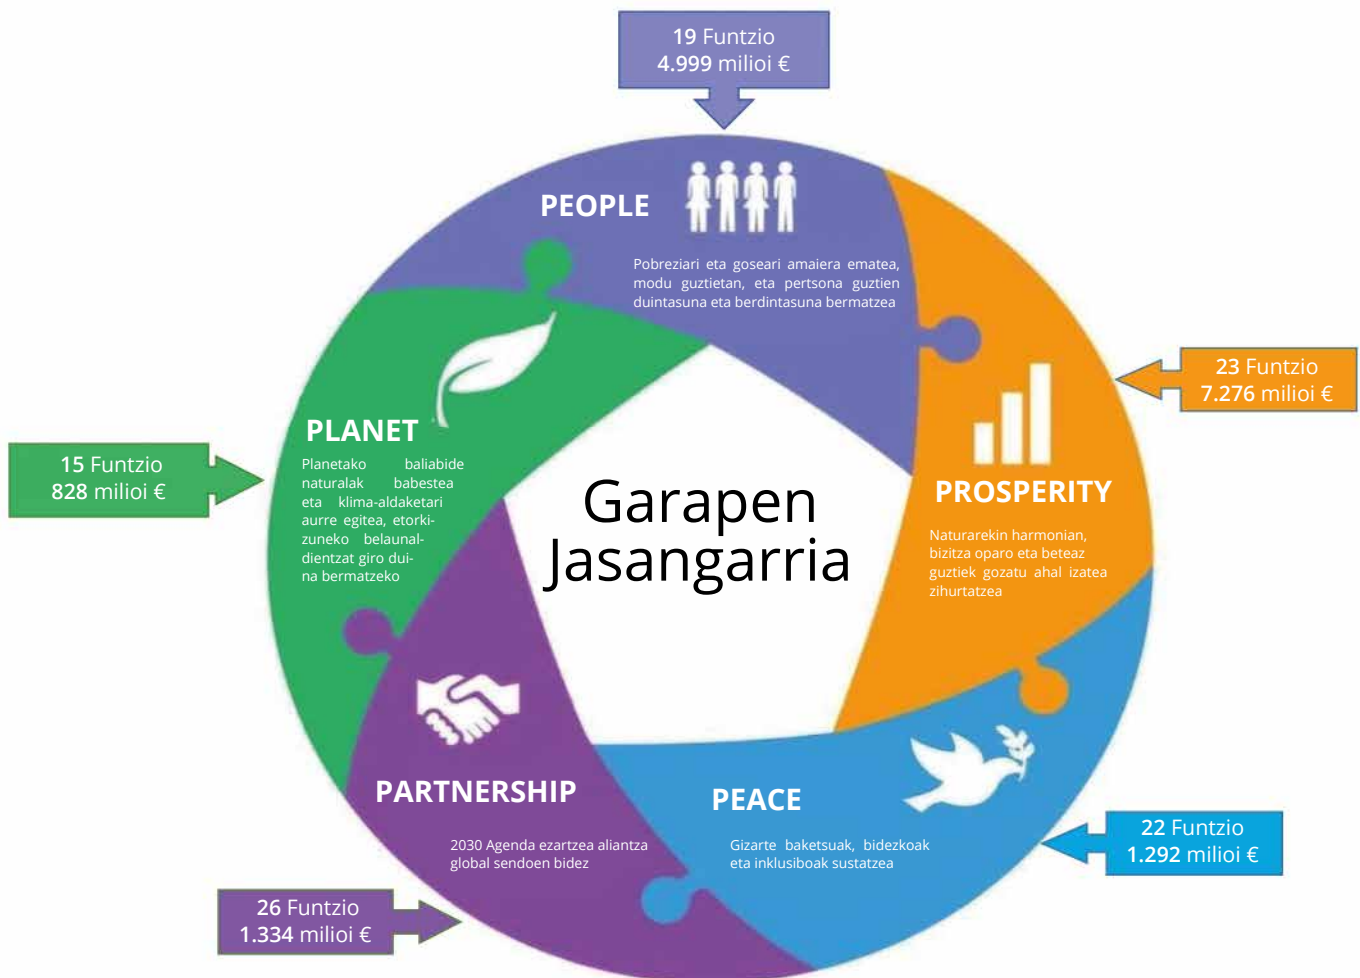 19 Funtzio
4.999 milioi €
PEOPLE
Pobreziari eta goseari amaiera ematea,
modu guztietan, eta pertsona guztien
duintasuna eta berdintasuna bermatzea
23 Funtzio
7.276 milioi €
PROSPERITY
Naturarekin harmonian,
bizitza oparo eta beteaz
guztiek gozatu ahal izatea
zihurtatzea
PLANET
Planetako baliabide
naturalak babestea
eta klima-aldaketari
aurre egitea, etorki-
zuneko belaunal-
dientzat giro dui-
na bermatzeko
15 Funtzio
828 milioi €
Garapen
Jasangarria
PARTNERSHIP
2030 Agenda ezartzea aliantza
global sendoen bidez
26 Funtzio
1.334 milioi €
PEACE
Gizarte baketsuak, bidezkoak
eta inklusiboak sustatzea
22 Funtzio
1.292 milioi €